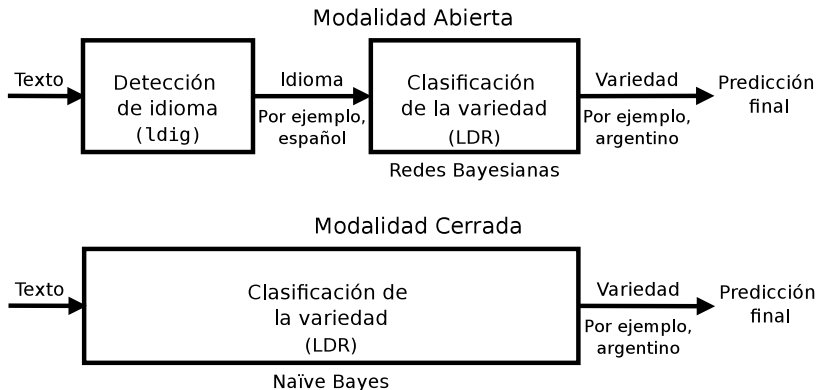 Modalidad Abierta
Texto
Detección
de idioma
(ldig)
Idioma
Por ejemplo,
español
Clasificación
de la variedad
(LDR)
Redes Bayesianas
Variedad
Por ejemplo,
argentino
Predicción
final
Modalidad Cerrada
Texto
Clasificación de
la variedad
(LDR)
Naïve Bayes
Variedad
Por ejemplo,
argentino
Predicción
final